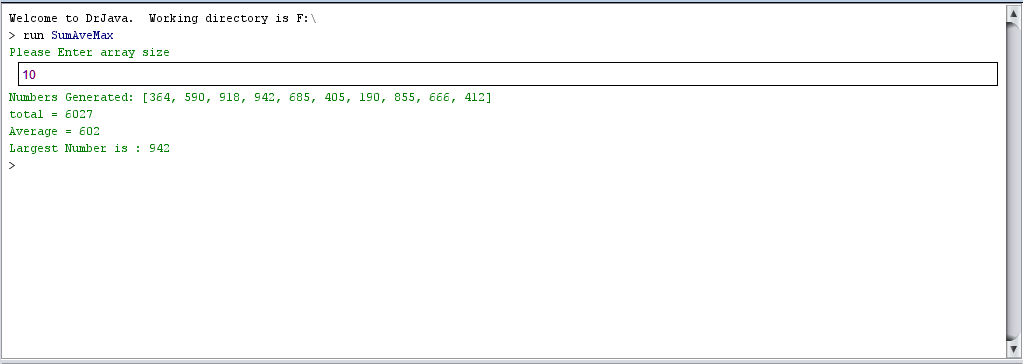 Welcome to DrJava.  Working directory is F:\
> run SumAveMax
Please Enter array size
10
Numbers Generated: [364, 590, 918, 942, 685, 405, 190, 855, 666, 412]
total = 6027
Average = 602
Largest Number is : 942
>